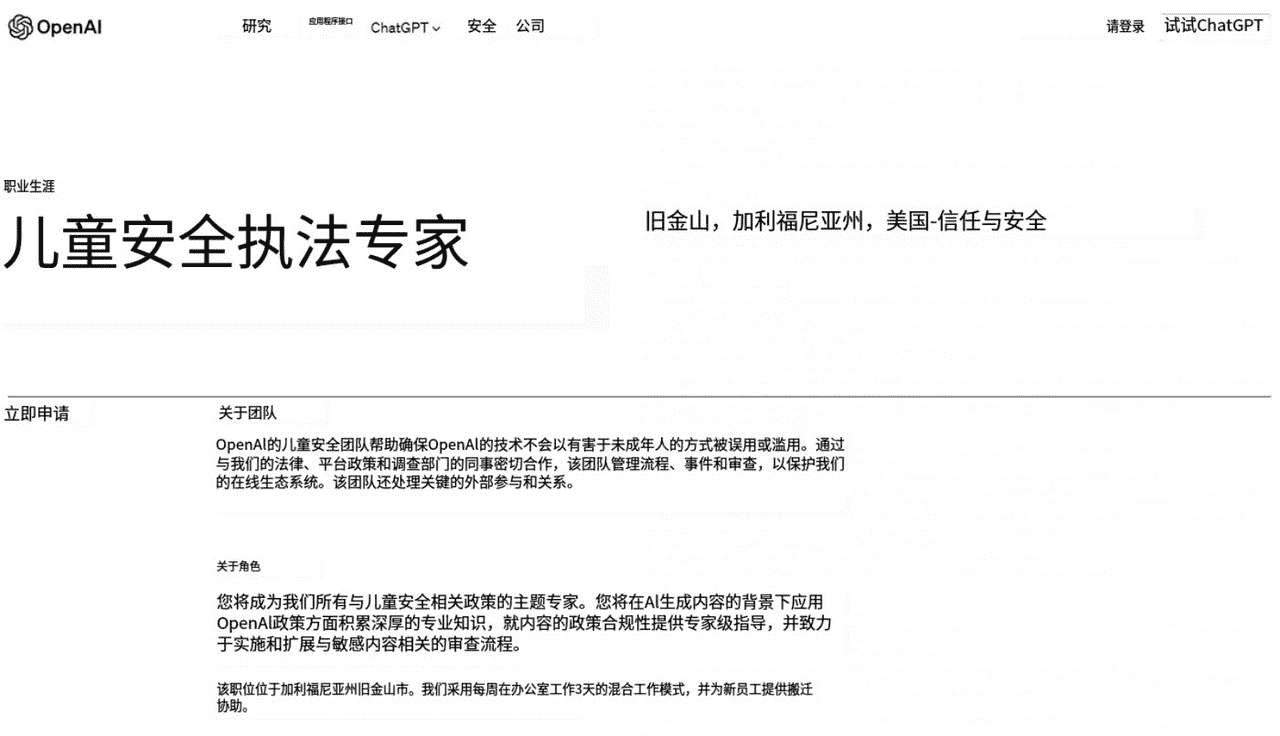 OpenAI
研究
应用程序接口
ChatGPT
安全
公司
请登录
试试ChatGPT
职业生涯
儿童安全执法专家
旧金山，加利福尼亚州，美国-信任与安全
立即申请
关于团队
OpenAl的儿童安全团队帮助确保OpenAl的技术不会以有害于未成年人的方式被误用或滥用。通过
与我们的法律、平台政策和调查部门的同事密切合作，该团队管理流程、事件和审查，以保护我们
的在线生态系统。该团队还处理关键的外部参与和关系。
关于角色
您将成为我们所有与儿童安全相关政策的主题专家。您将在Al生成内容的背景下应用
OpenAl政策方面积累深厚的专业知识，就内容的政策合规性提供专家级指导，并致力
于实施和扩展与敏感内容相关的审查流程。
该职位位于加利福尼亚州旧金山市。我们采用每周在办公室工作3天的混合工作模式，并为新员工提供搬迁
协助。